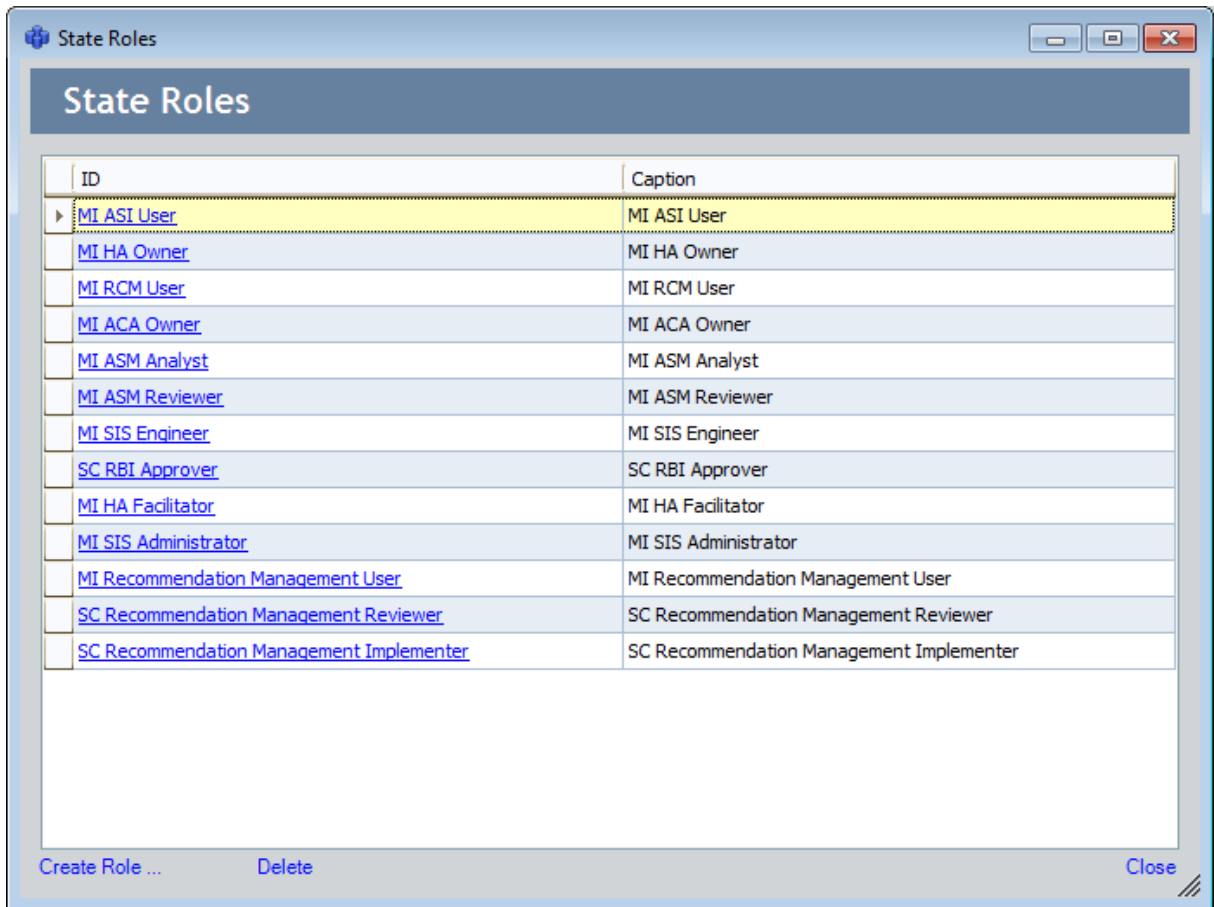 State Roles
State Roles
ID Caption
MI ASI User MI ASI User
MI HA Owner MI HA Owner
MI RCM User MI RCM User
MI ACA Owner MI ACA Owner
MI ASM Analyst MI ASM Analyst
MI ASM Reviewer MI ASM Reviewer
MI SIS Engineer MI SIS Engineer
SC RBI Approver SC RBI Approver
MI HA Facilitator MI HA Facilitator
MI SIS Administrator MI SIS Administrator
MI Recommendation Management User MI Recommendation Management User
SC Recommendation Management Reviewer SC Recommendation Management Reviewer
SC Recommendation Management Implementer SC Recommendation Management Implementer
Create Role ... Delete Close